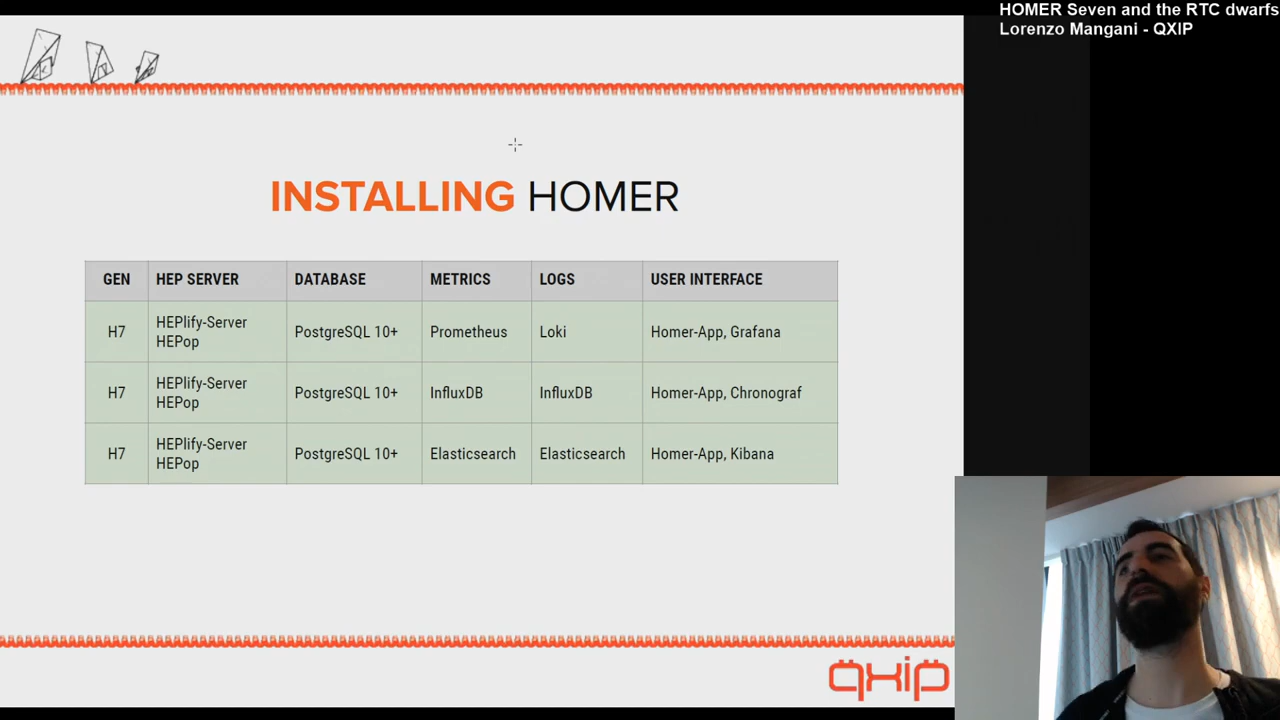 HOMER Seven and the RTC dwarfs
Lorenzo Mangani - QXIP
INSTALLING HOMER
GEN HEP SERVER DATABASE METRICS LOGS USER INTERFACE
H7 HEPlify-Server HEPop PostgreSQL 10+ Prometheus Loki Homer-App, Grafana
H7 HEPlify-Server HEPop PostgreSQL 10+ InfluxDB InfluxDB Homer-App, Chronograf
H7 HEPlify-Server HEPop PostgreSQL 10+ Elasticsearch Elasticsearch Homer-App, Kibana
qxip